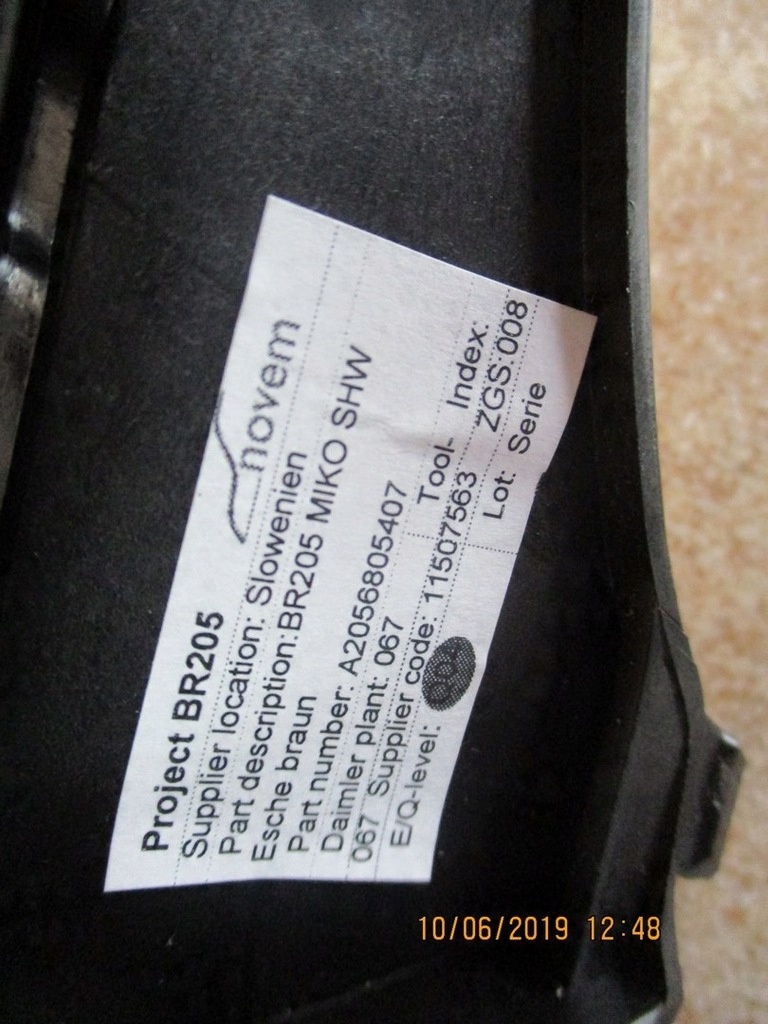 Project BR205
novem
Supplier location: Slowenien
Part description:BR205 MIKO SHW
Esche braun
Part number: A2056805407
Daimler plant: 067
067 Supplier code: 11507563
Tool- Index:
ZGS:008
E/Q-level:
Lot: Serie
10/06/2019 12:48